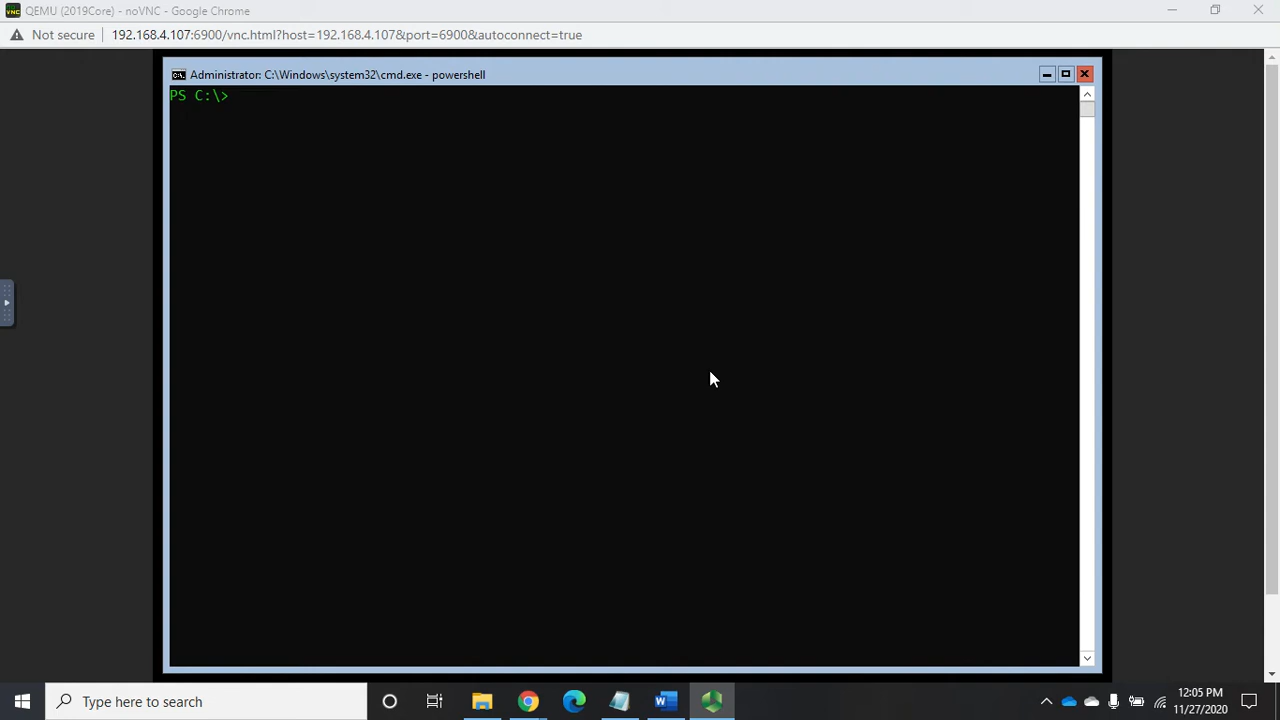 QEMU (2019Core) - noVNC - Google Chrome
Not secure 192.168.4.107:6900/vnc.html?host=192.168.4.107&port=6900&autoconnect=true
Administrator: C:\Windows\system32\cmd.exe - powershell
PS C:\>
Type here to search
12:05 PM
11/27/2020